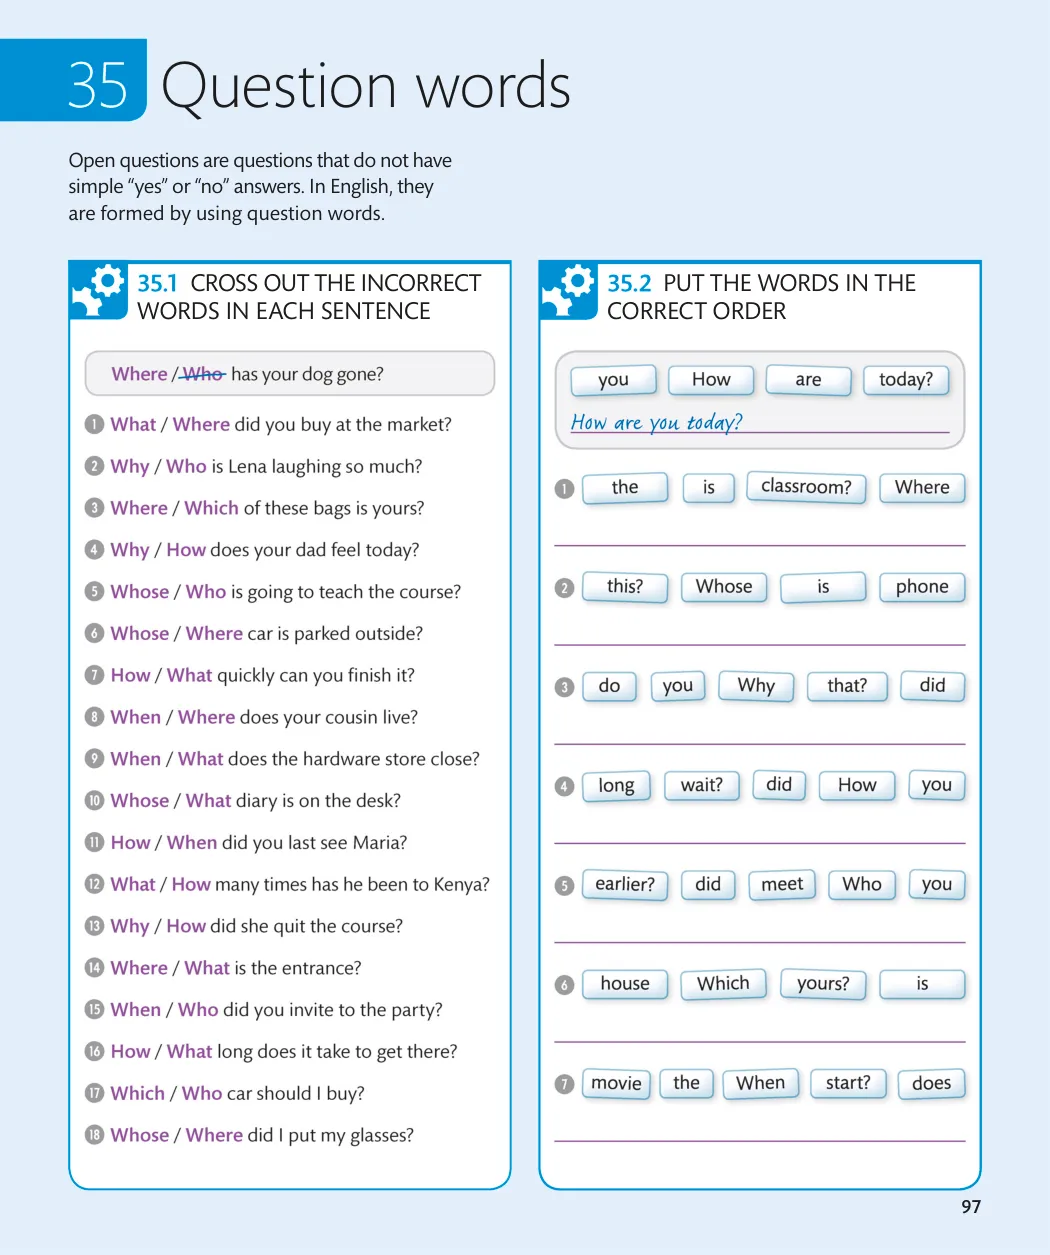 35 Question words
Open questions are questions that do not have
simple “yes” or “no” answers. In English, they
are formed by using question words.
35.1 CROSS OUT THE INCORRECT
WORDS IN EACH SENTENCE
Where / Who has your dog gone?
1 What / Where did you buy at the market?
2 Why / Who is Lena laughing so much?
3 Where / Which of these bags is yours?
4 Why / How does your dad feel today?
5 Whose / Who is going to teach the course?
6 Whose / Where car is parked outside?
7 How / What quickly can you finish it?
8 When / Where does your cousin live?
9 When / What does the hardware store close?
10 Whose / What diary is on the desk?
11 How / When did you last see Maria?
12 What / How many times has he been to Kenya?
13 Why / How did she quit the course?
14 Where / What is the entrance?
15 When / Who did you invite to the party?
16 How / What long does it take to get there?
17 Which / Who car should I buy?
18 Whose / Where did I put my glasses?
35.2 PUT THE WORDS IN THE
CORRECT ORDER
you How are today?
How are you today?
1 the is classroom? Where
2 this? Whose is phone
3 do you Why that? did
4 long wait? did How you
5 earlier? did meet Who you
6 house Which yours? is
7 movie the When start? does
97